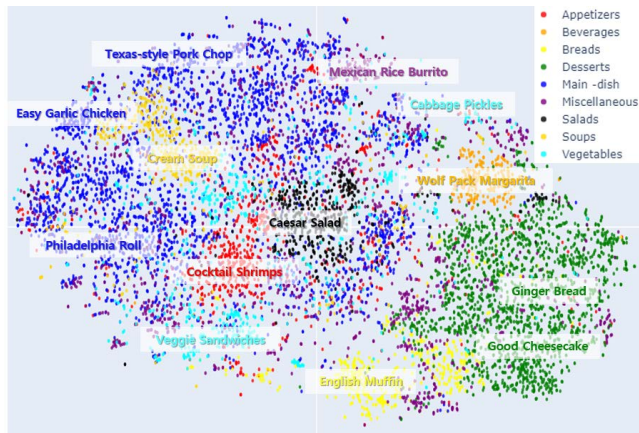 Appetizers
Beverages
Breads
Desserts
Main -dish
Miscellaneous
Salads
Soups
Vegetables
Texas-style Pork Chop
Mexican Rice Burrito
Cabbage Pickles
Easy Garlic Chicken
Cream Soup
Wolf Pack Margarita
Caesar Salad
Philadelphia Roll
Cocktail Shrimps
Ginger Bread
Veggie Sandwiches
Good Cheesecake
English Muffin